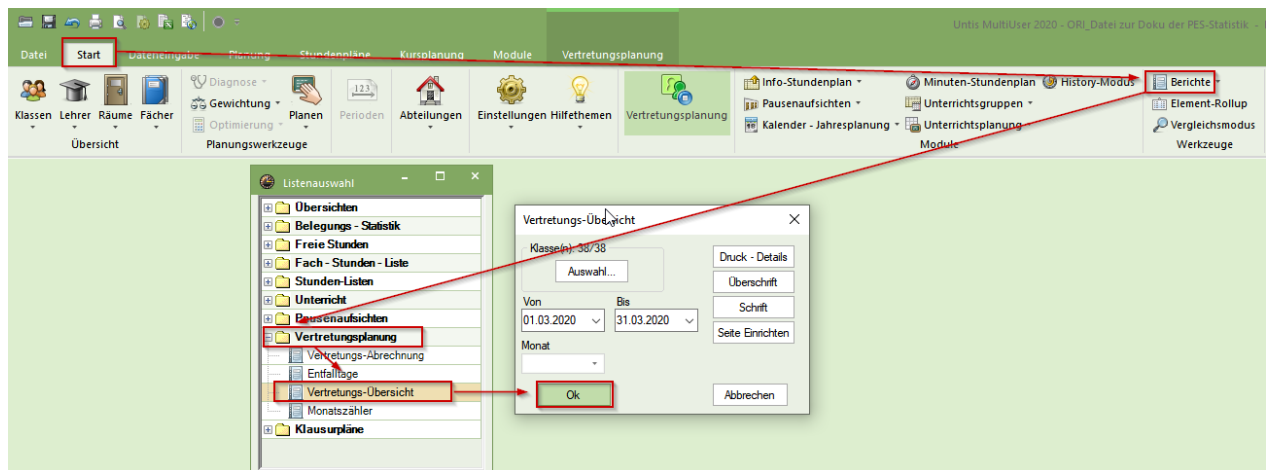 Untis MultiUser 2020 - ORI_Datei zur Doku der PES-Statistik -
Datei Start Dateneingabe Planung Stundenpläne Kursplanung Module Vertretungsplanung
Klassen Lehrer Räume Fächer
Übersicht
Diagnose
Gewichtung
Optimierung
Planen
Perioden
Planungswerkzeuge
Abteilungen
Einstellungen Hilfethemen
Vertretungsplanung
Info-Stundenplan
Pausenaufsichten
Kalender - Jahresplanung
Minuten-Stundenplan
History-Modus
Unterrichtsgruppen
Unterrichtsplanung
Module
Berichte
Element-Rollup
Vergleichsmodus
Werkzeuge
Listenauswahl
Übersichten
Belegungs - Statistik
Freie Stunden
Fach - Stunden - Liste
Stunden-Listen
Unterricht
Pausenaufsichten
Vertretungsplanung
Vertretungs-Abrechnung
Entfalltage
Vertretungs-Übersicht
Monatszähler
Klausurpläne
Vertretungs-Übersicht
Klasse(n): 38/38
Auswahl...
Von Bis
01.03.2020 31.03.2020
Monat
Druck - Details
Überschrift
Schrift
Seite Einrichten
Ok
Abbrechen